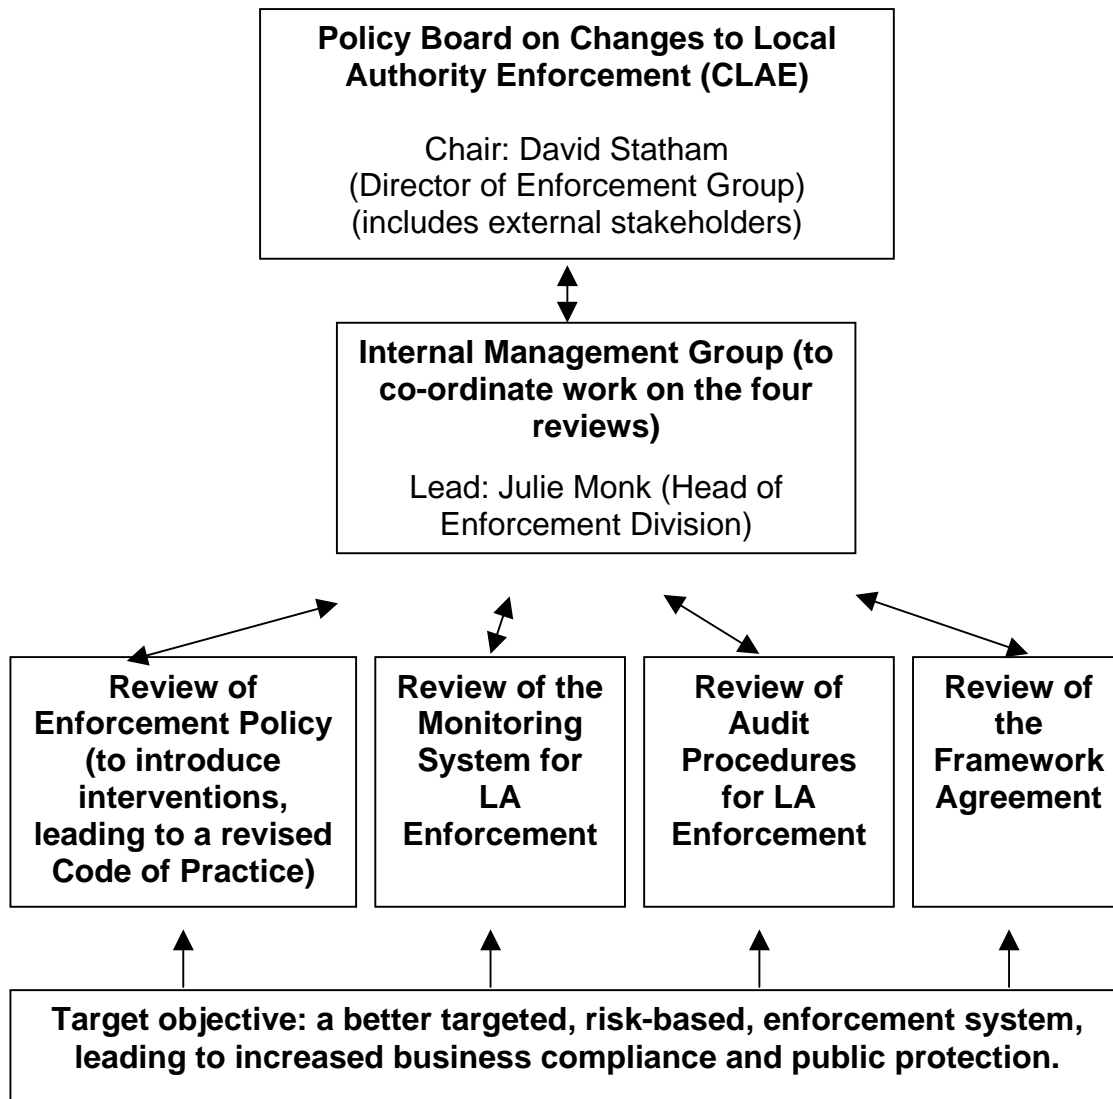 Policy Board on Changes to Local
Authority Enforcement (CLAE)
Chair: David Statham
(Director of Enforcement Group)
(includes external stakeholders)
Internal Management Group (to
co-ordinate work on the four
reviews)
Lead: Julie Monk (Head of
Enforcement Division)
Review of
Enforcement Policy
(to introduce
interventions,
leading to a revised
Code of Practice)
Review of the
Monitoring
System for
LA
Enforcement
Review of
Audit
Procedures
for LA
Enforcement
Review of
the
Framework
Agreement
Target objective: a better targeted, risk-based, enforcement system,
leading to increased business compliance and public protection.